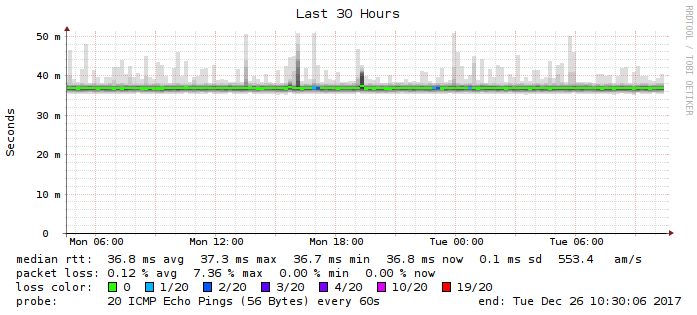 Last 30 Hours
RRDTOOL / TOBI OETIKER
Seconds
50 m
40 m
30 m
20 m
10 m
0
Mon 06:00 Mon 12:00 Mon 18:00 Tue 00:00 Tue 06:00
median rtt: 36.8 ms avg 37.3 ms max 36.7 ms min 36.8 ms now 0.1 ms sd 553.4 am/s
packet loss: 0.12 % avg 7.36 % max 0.00 % min 0.00 % now
loss color: 0 1/20 2/20 3/20 4/20 10/20 19/20
probe: 20 ICMP Echo Pings (56 Bytes) every 60s end: Tue Dec 26 10:30:06 2017